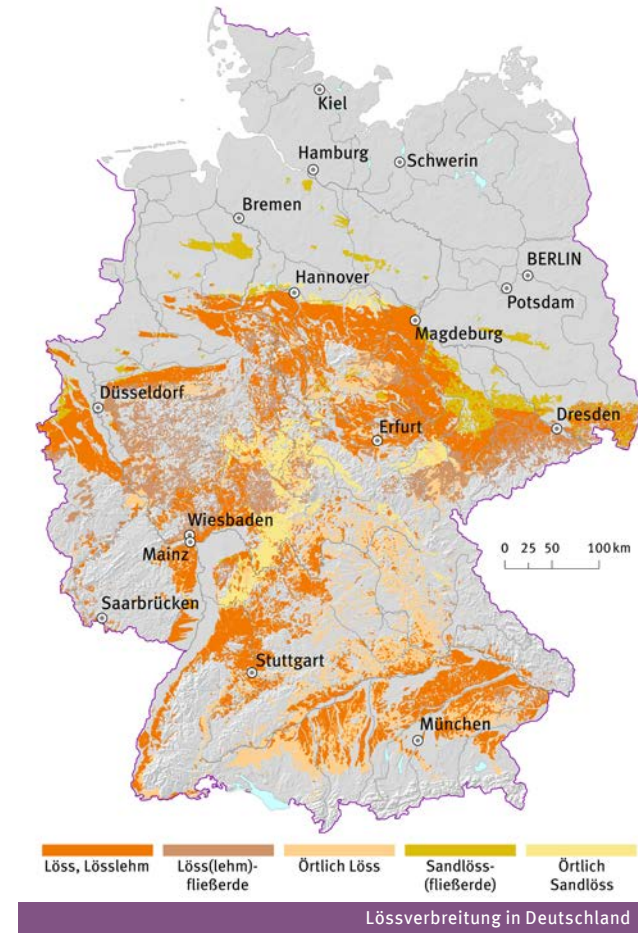 Kiel
Hamburg
Schwerin
Bremen
BERLIN
Hannover
Potsdam
Magdeburg
Düsseldorf
Erfurt
Dresden
Wiesbaden
Mainz
0 25 50 100 km
Saarbrücken
Stuttgart
München
Löss, Lösslehm
Löss(lehm)-
fließerde
Örtlich Löss
Sandlöss-
(fließerde)
Örtlich
Sandlöss
Lössverbreitung in Deutschland